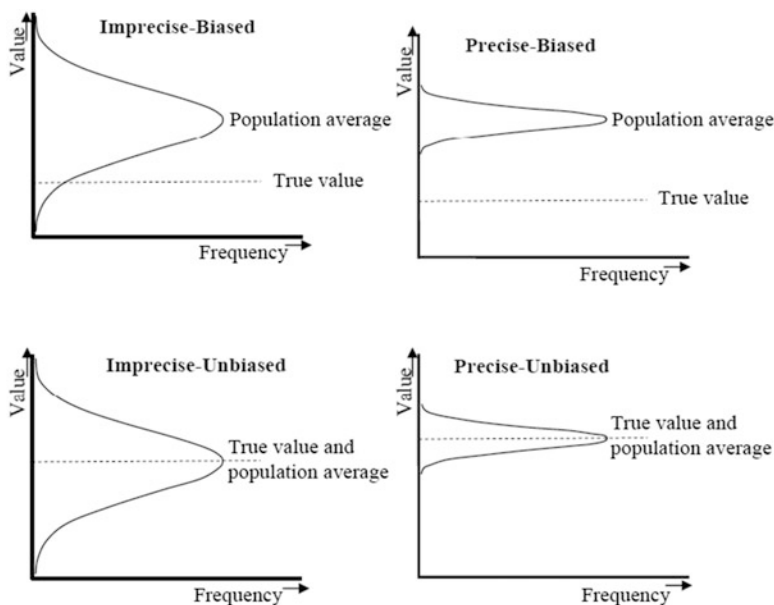 Imprecise-Biased
Value
Population average
True value
Frequency
Precise-Biased
Value
Population average
True value
Frequency
Imprecise-Unbiased
Value
True value and
population average
Frequency
Precise-Unbiased
Value
True value and
population average
Frequency